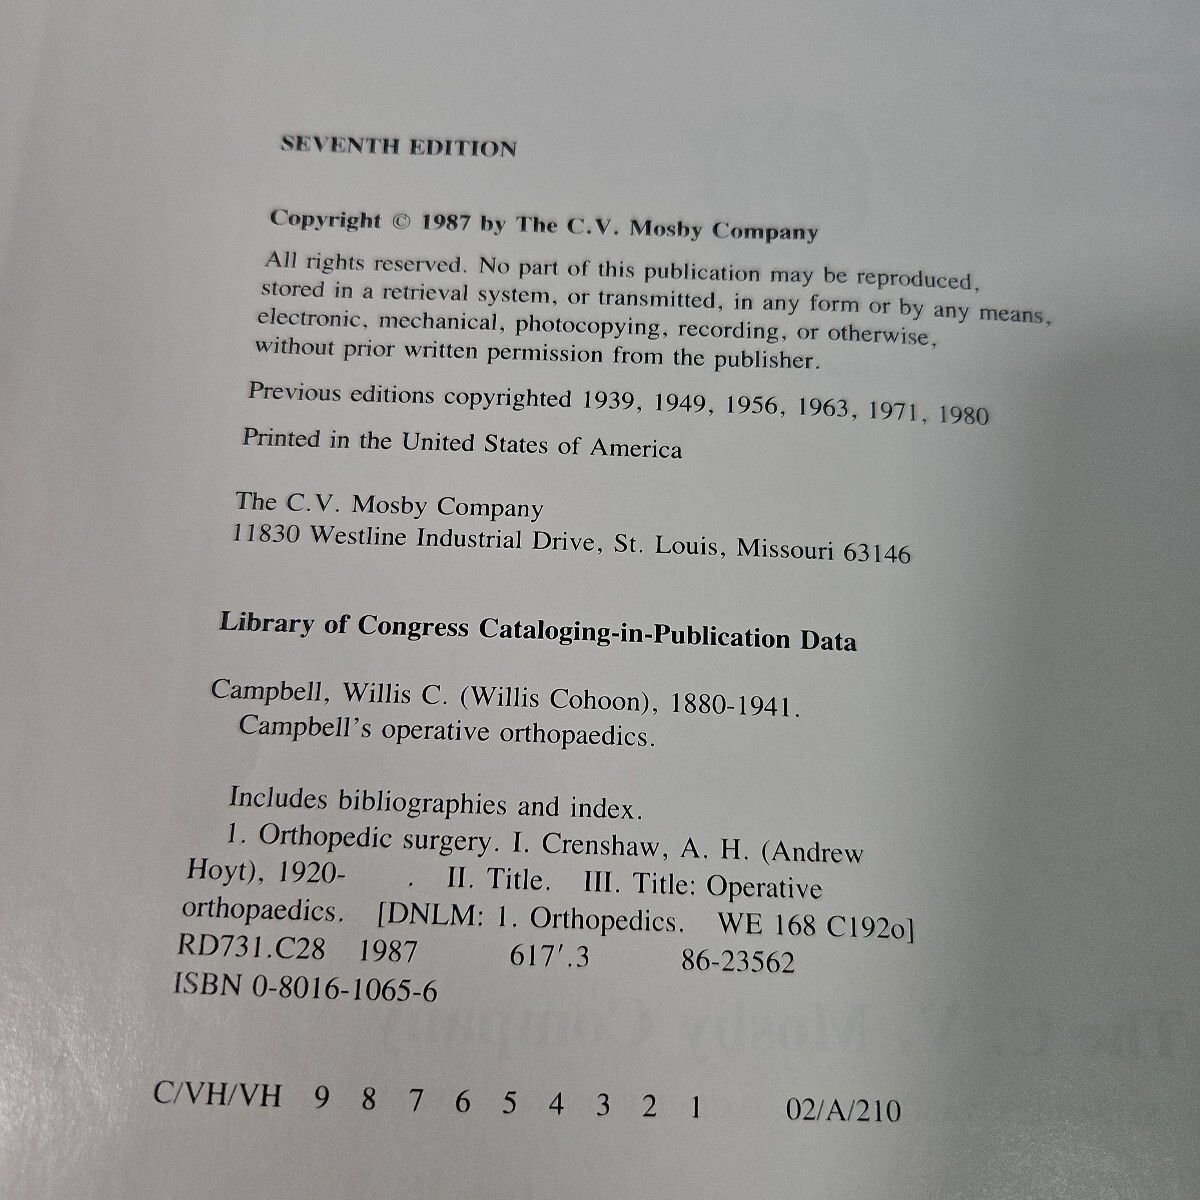 SEVENTH EDITION
Copyright © 1987 by The C.V. Mosby Company
All rights reserved. No part of this publication may be reproduced,
stored in a retrieval system, or transmitted, in any form or by any means,
electronic, mechanical, photocopying, recording, or otherwise,
without prior written permission from the publisher.
Previous editions copyrighted 1939, 1949, 1956, 1963, 1971, 1980
Printed in the United States of America
The C.V. Mosby Company
11830 Westline Industrial Drive, St. Louis, Missouri 63146
Library of Congress Cataloging-in-Publication Data
Campbell, Willis C. (Willis Cohoon), 1880-1941.
Campbell's operative orthopaedics.
Includes bibliographies and index.
1. Orthopedic surgery. I. Crenshaw, A. H. (Andrew
Hoyt), 1920- . II. Title. III. Title: Operative
orthopaedics. [DNLM: 1. Orthopedics. WE 168 C192o]
RD731.C28 1987 617′.3 86-23562
ISBN 0-8016-1065-6
The C. V. Mosby Company
C/VH/VH 9 8 7 6 5 4 3 2 1 02/A/210